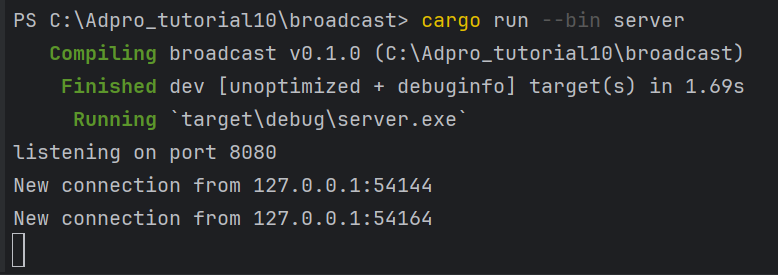 PS C:\Adpro_tutorial10\broadcast> cargo run --bin server
   Compiling broadcast v0.1.0 (C:\Adpro_tutorial10\broadcast)
    Finished dev [unoptimized + debuginfo] target(s) in 1.69s
     Running `target\debug\server.exe`
listening on port 8080
New connection from 127.0.0.1:54144
New connection from 127.0.0.1:54164